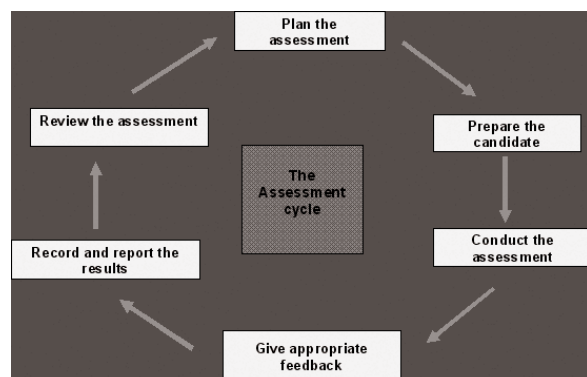 Plan the
assessment
Prepare the
candidate
Conduct the
assessment
Give appropriate
feedback
Record and report the
results
Review the assessment
The
Assessment
cycle